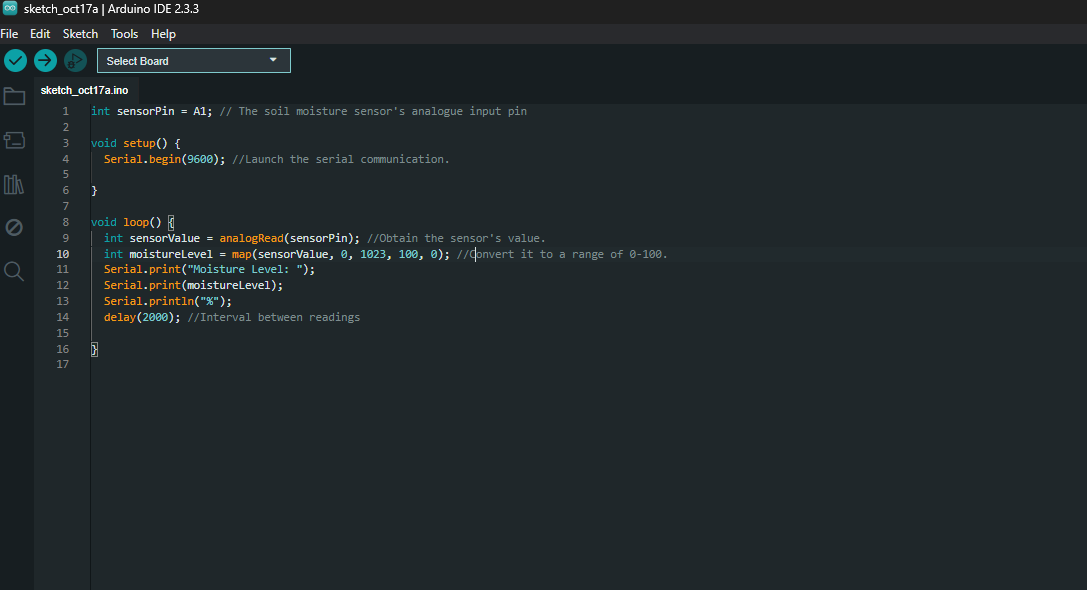 sketch_oct17a | Arduino IDE 2.3.3
File Edit Sketch Tools Help
Select Board
sketch_oct17a.ino
1 int sensorPin = A1; // The soil moisture sensor's analogue input pin
2
3 void setup() {
4 Serial.begin(9600); //Launch the serial communication.
5
6 }
7
8 void loop() {
9 int sensorValue = analogRead(sensorPin); //Obtain the sensor's value.
10 int moistureLevel = map(sensorValue, 0, 1023, 100, 0); //Convert it to a range of 0-100.
11 Serial.print("Moisture Level: ");
12 Serial.print(moistureLevel);
13 Serial.println("%");
14 delay(2000); //Interval between readings
15
16 }
17